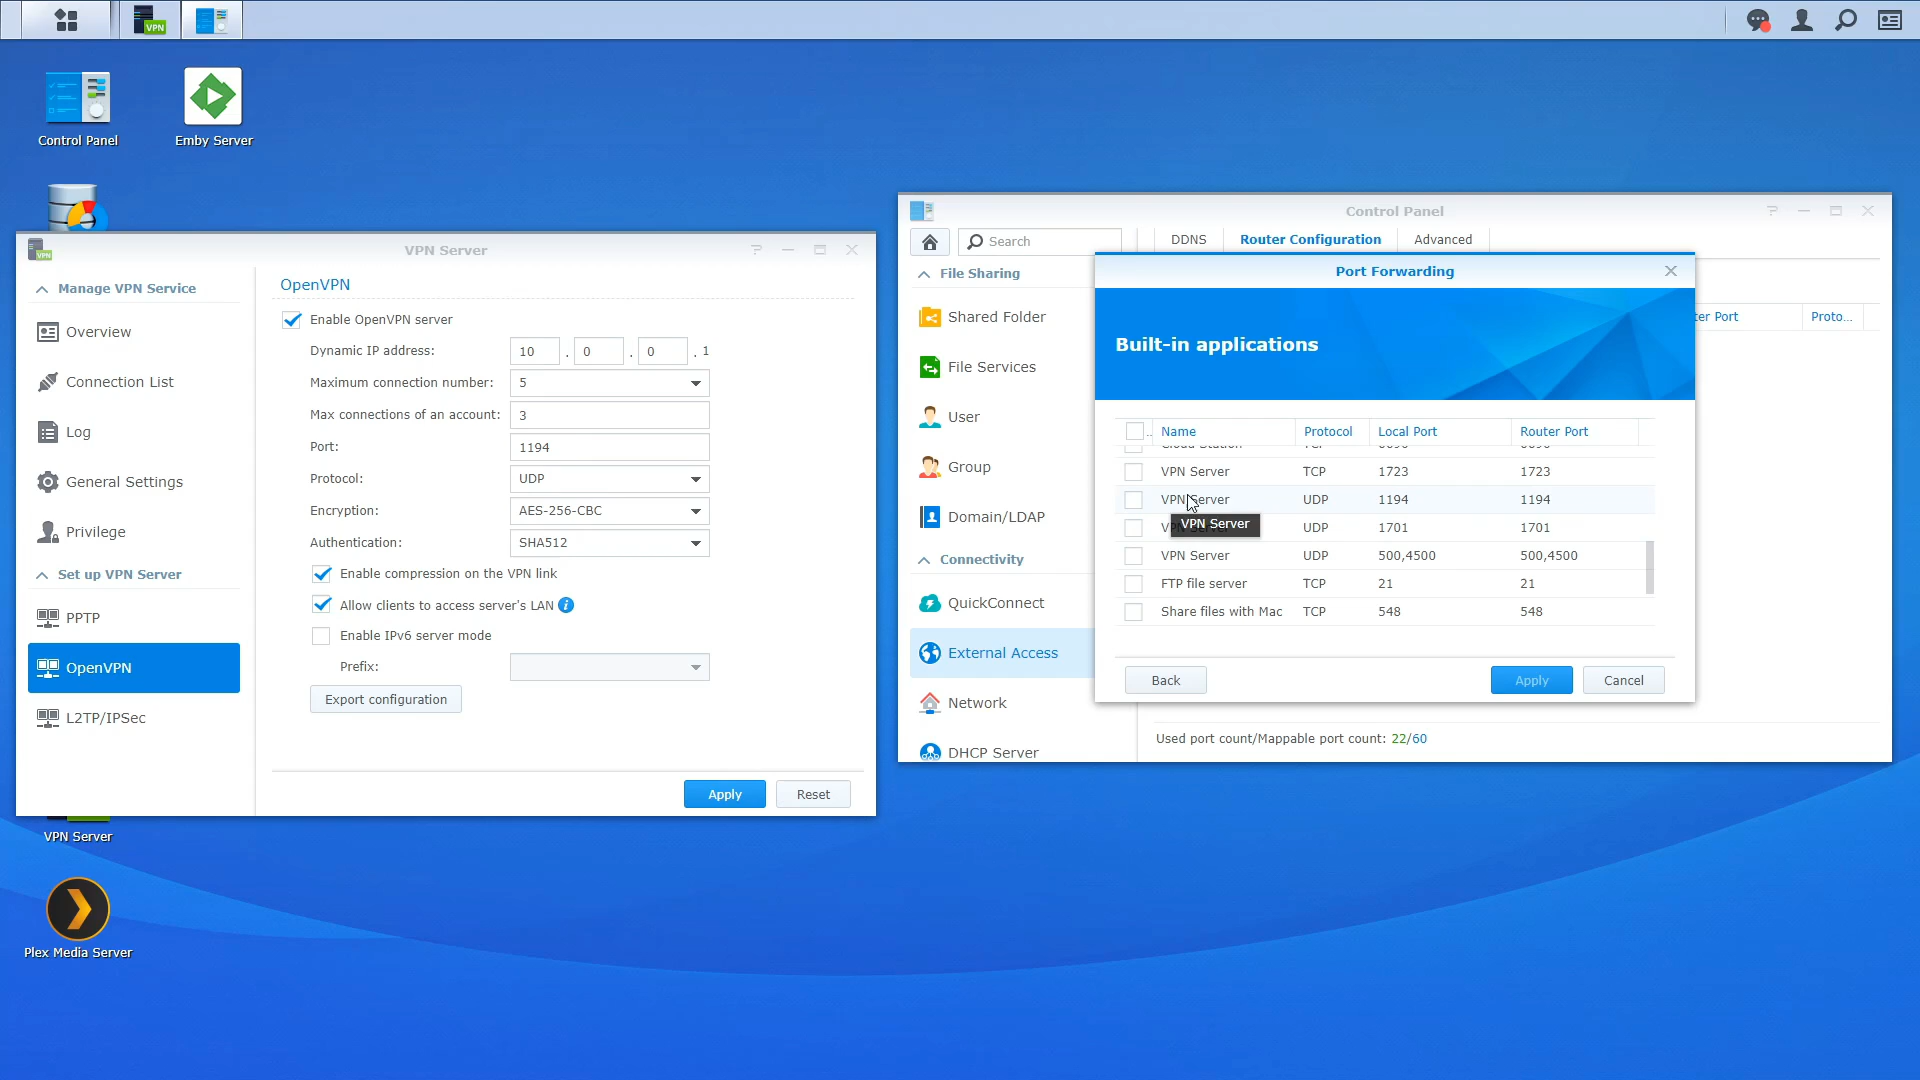 VPN
Control Panel
Emby Server
VPN
VPN Server
Manage VPN Service
Overview
Connection List
Log
General Settings
Privilege
Set up VPN Server
PPTP
OpenVPN
L2TP/IPSec
OpenVPN
Enable OpenVPN server
Dynamic IP address: 10 . 0 . 0 . 1
Maximum connection number: 5
Max connections of an account: 3
Port: 1194
Protocol: UDP
Encryption: AES-256-CBC
Authentication: SHA512
Enable compression on the VPN link
Allow clients to access server's LAN
Enable IPv6 server mode
Prefix:
Export configuration
Apply
Reset
VPN Server
Plex Media Server
Control Panel
Search
DDNS
Router Configuration
Advanced
File Sharing
Shared Folder
File Services
User
Group
Domain/LDAP
Connectivity
QuickConnect
External Access
Network
DHCP Server
ter Port
Proto...
Used port count/Mappable port count: 22/60
Port Forwarding
Built-in applications
Name Protocol Local Port Router Port
VPN Server TCP 1723 1723
VPN Server UDP 1194 1194
VPN Server
UDP 1701 1701
VPN Server UDP 500,4500 500,4500
FTP file server TCP 21 21
Share files with Mac TCP 548 548
Back
Apply
Cancel